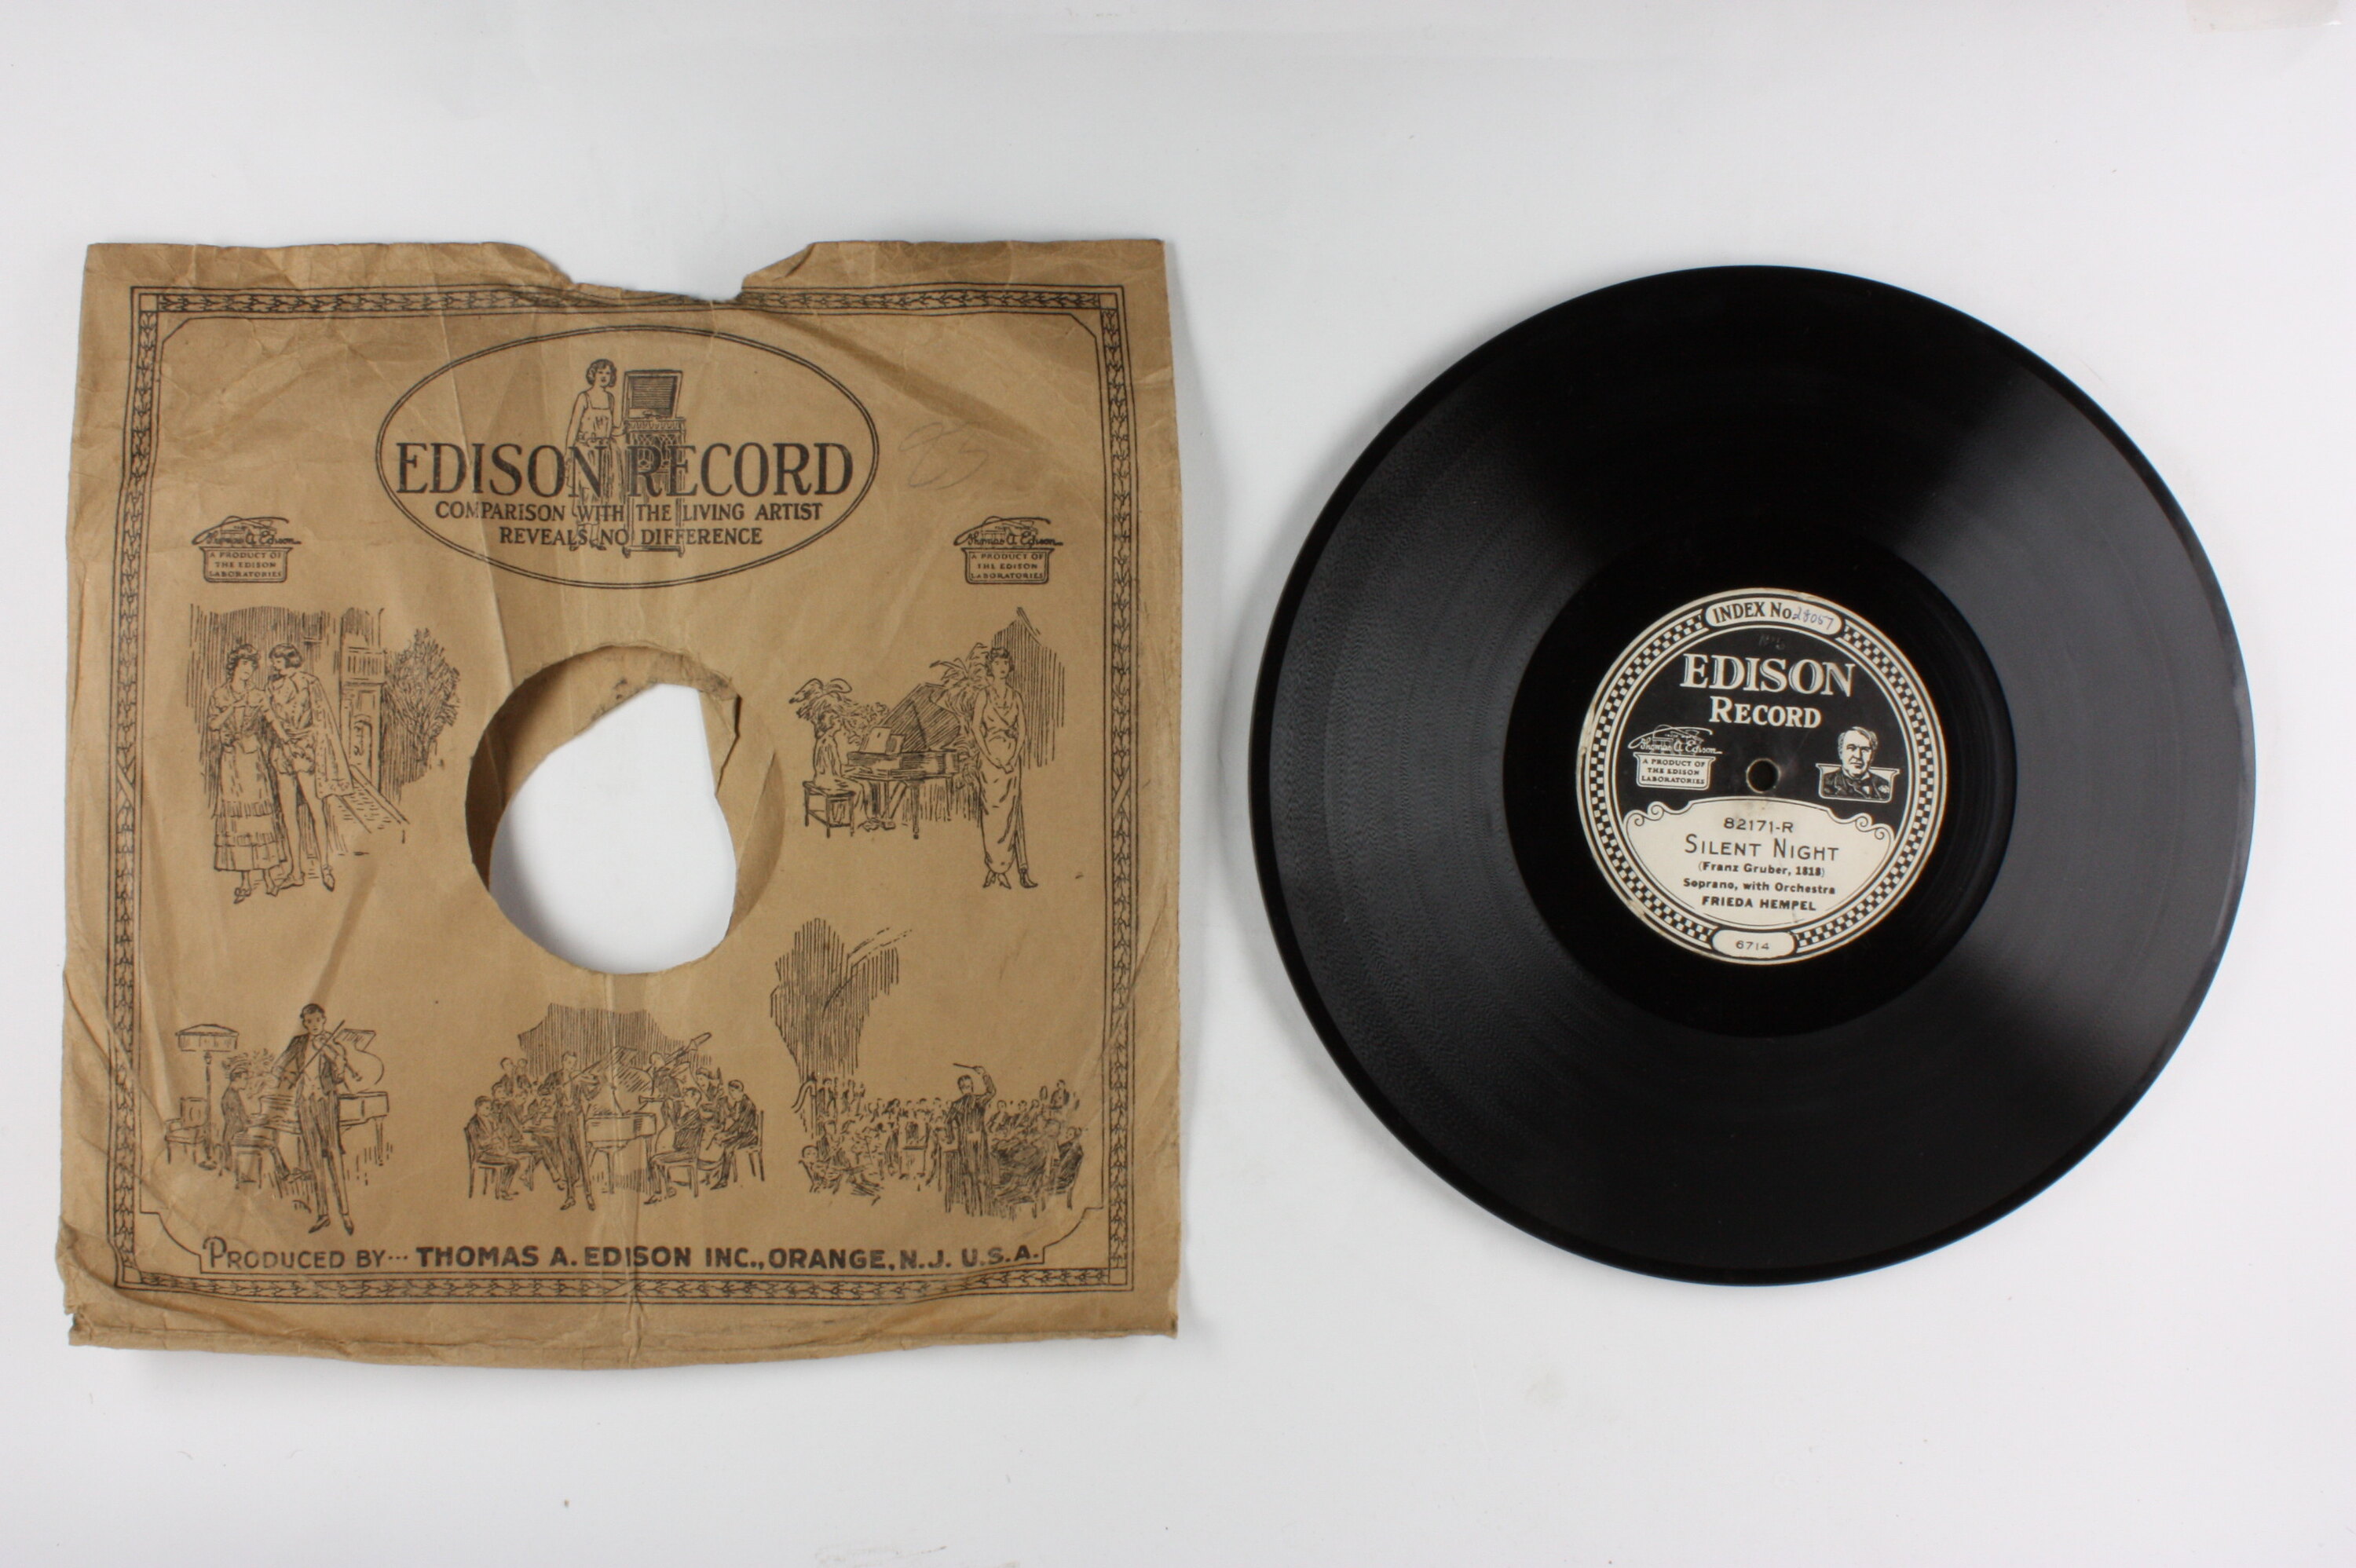 EDISON RECORD
COMPARISON WITH THE LIVING ARTIST
REVEALS NO DIFFERENCE
Thomas A. Edison
A PRODUCT OF
THE EDISON
LABORATORIES
Thomas A. Edison
A PRODUCT OF
THE EDISON
LABORATORIES
PRODUCED BY... THOMAS A. EDISON INC., ORANGE, N.J. U.S.A.
INDEX No 28057
EDISON
RECORD
Thomas A. Edison
A PRODUCT OF
THE EDISON
LABORATORIES
82171-R
SILENT NIGHT
(Franz Gruber, 1818)
Soprano, with Orchestra
FRIEDA HEMPEL
6714